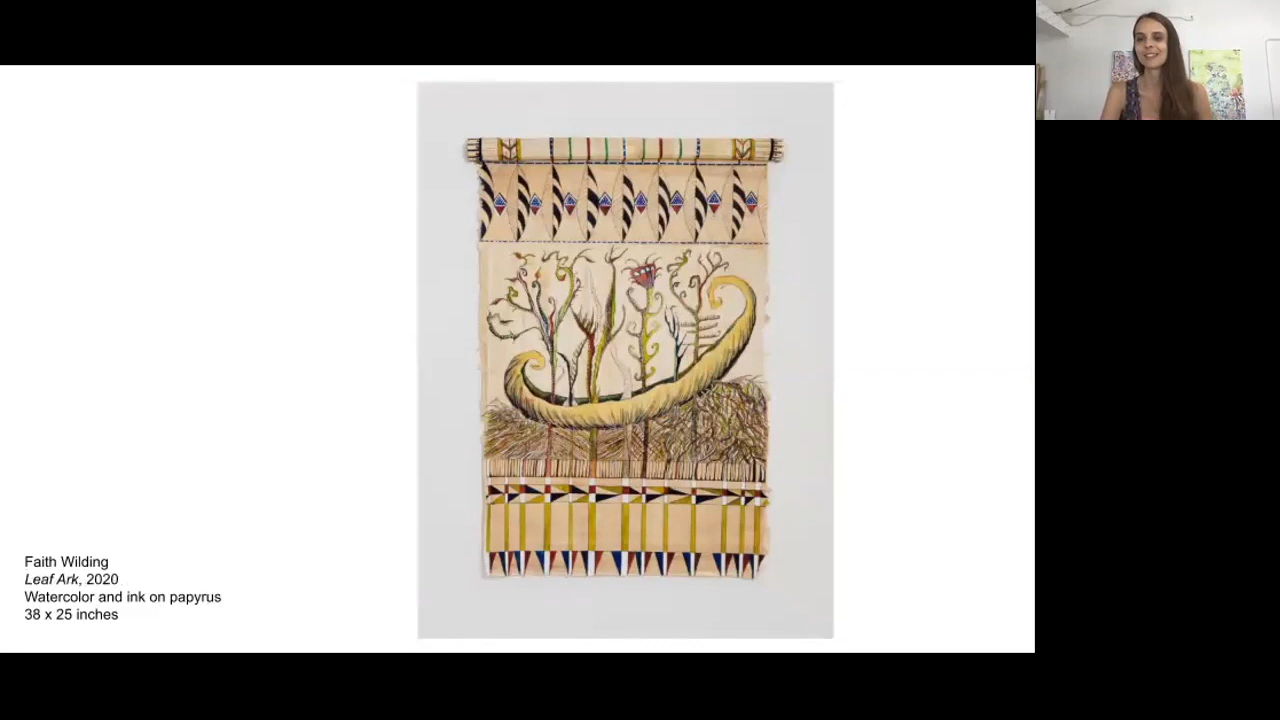 Faith Wilding
Leaf Ark, 2020
Watercolor and ink on papyrus
38 x 25 inches